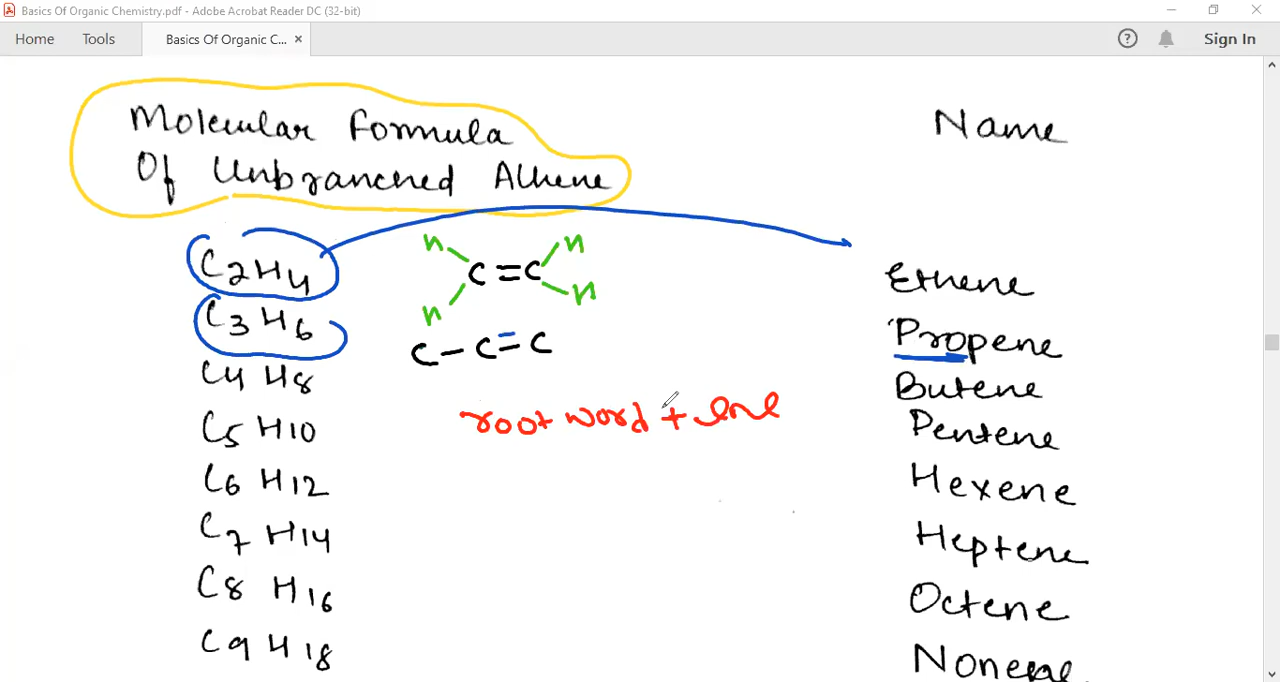 Basics Of Organic Chemistry.pdf - Adobe Acrobat Reader DC (32-bit)
Home Tools Basics Of Organic C... × Sign In
Molecular Formula Name
Of Unbranched Alkene
C2H4 Ethene
H H
C=C
H H
C3H6 Propene
C-C=C
C4H8 Butene
root word + ene
C5H10 Pentene
C6H12 Hexene
C7H14 Heptene
C8H16 Octene
C9H18